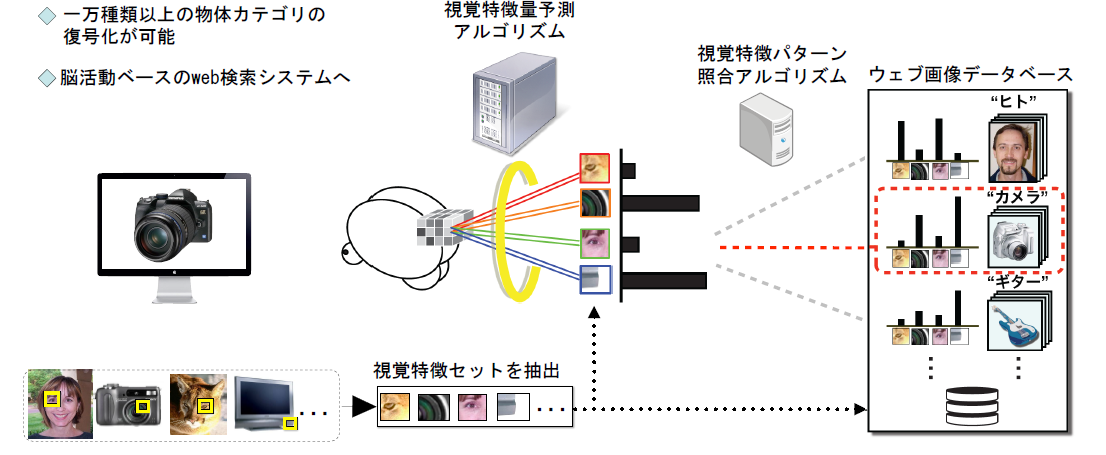 一万種類以上の物体カテゴリの
復号化が可能
脳活動ベースのweb検索システムへ
視覚特徴量予測
アルゴリズム
視覚特徴パターン
照合アルゴリズム
ウェブ画像データベース
“ヒト”
“カメラ”
“ギター”
視覚特徴セットを抽出
OLYMPUS